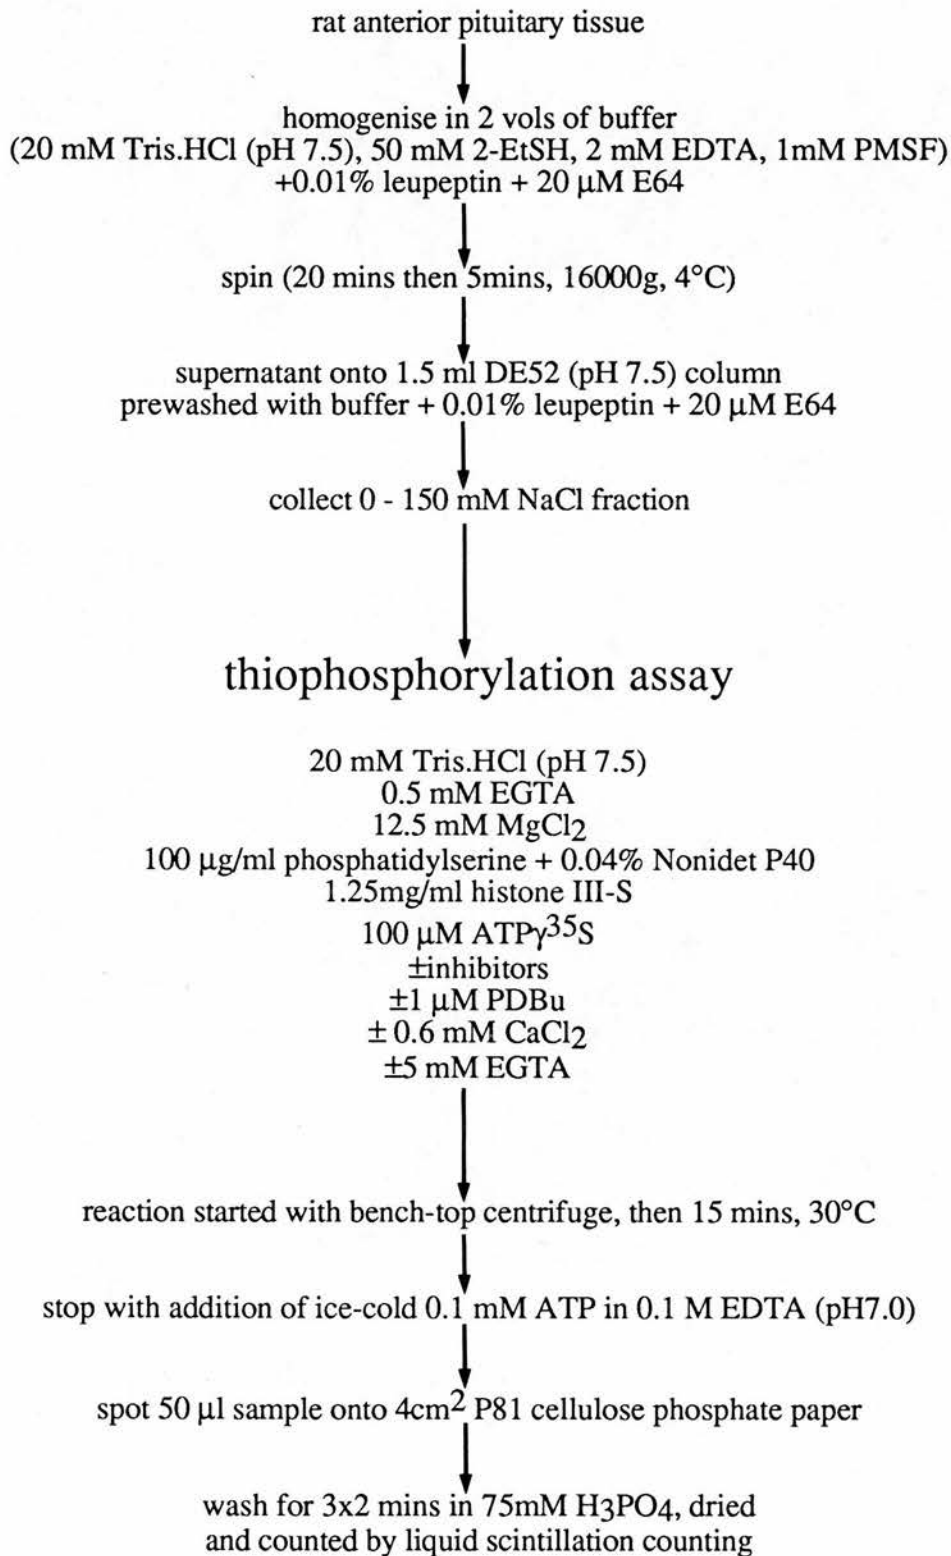 rat anterior pituitary tissue
homogenise in 2 vols of buffer
(20 mM Tris.HCl (pH 7.5), 50 mM 2-EtSH, 2 mM EDTA, 1mM PMSF)
+0.01% leupeptin + 20 µM E64
spin (20 mins then 5mins, 16000g, 4°C)
supernatant onto 1.5 ml DE52 (pH 7.5) column
prewashed with buffer + 0.01% leupeptin + 20 µM E64
collect 0 - 150 mM NaCl fraction
thiophosphorylation assay
20 mM Tris.HCl (pH 7.5)
0.5 mM EGTA
12.5 mM MgCl2
100 µg/ml phosphatidylserine + 0.04% Nonidet P40
1.25mg/ml histone III-S
100 µM ATPγ35S
±inhibitors
±1 µM PDBu
± 0.6 mM CaCl2
±5 mM EGTA
reaction started with bench-top centrifuge, then 15 mins, 30°C
stop with addition of ice-cold 0.1 mM ATP in 0.1 M EDTA (pH7.0)
spot 50 µl sample onto 4cm2 P81 cellulose phosphate paper
wash for 3x2 mins in 75mM H3PO4, dried
and counted by liquid scintillation counting